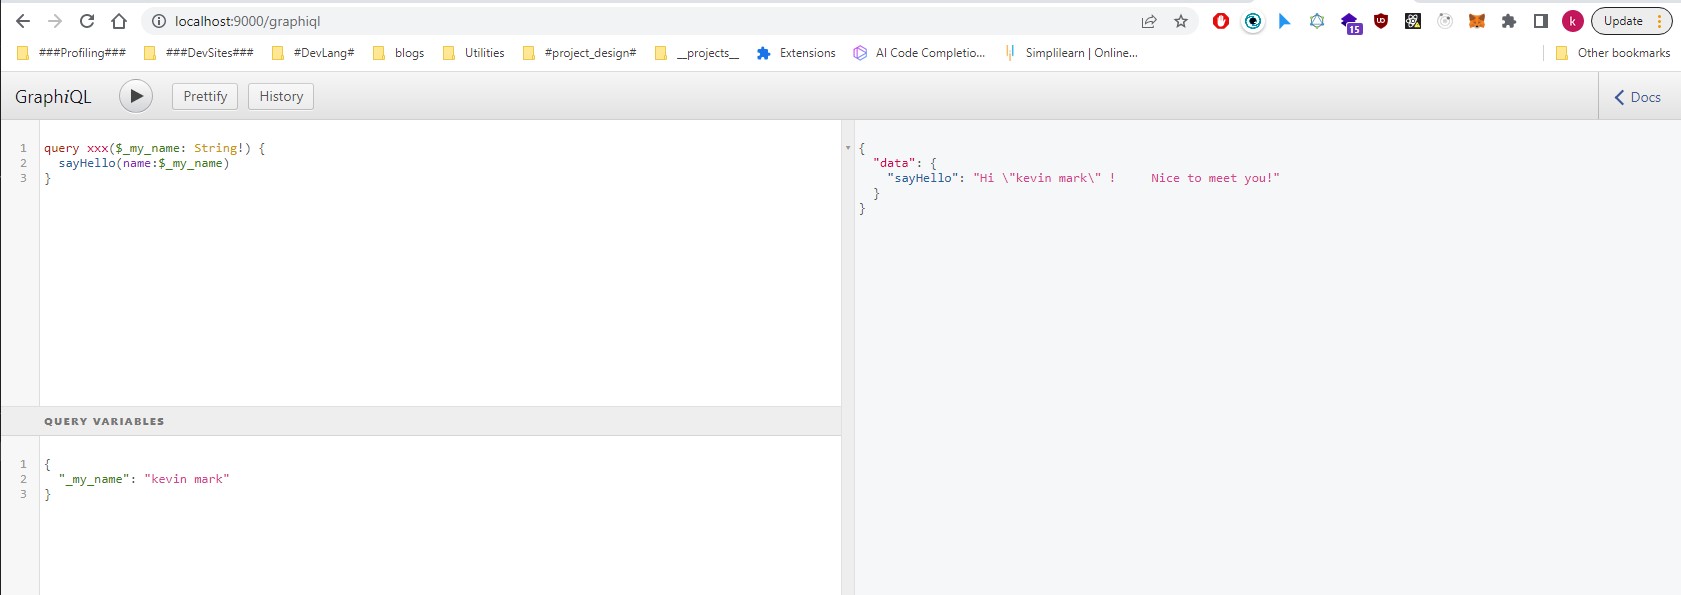 localhost:9000/graphiql
15
UD
k
Update
###Profiling### ###DevSites### #DevLang# blogs Utilities #project_design# __projects__ Extensions AI Code Completio... Simplilearn | Online... Other bookmarks
GraphiQL Prettify History Docs
1 query xxx($_my_name: String!) {
2 sayHello(name:$_my_name)
3 }
{
"data": {
"sayHello": "Hi \"kevin mark\" !     Nice to meet you!"
}
}
QUERY VARIABLES
1 {
2 "_my_name": "kevin mark"
3 }